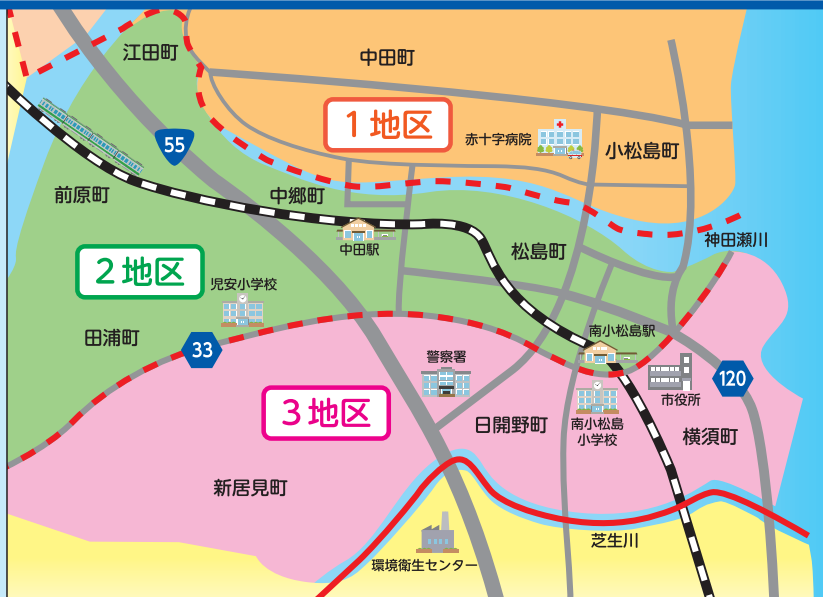 江田町
中田町
1地区
赤十字病院
小松島町
55
前原町
中郷町
中田駅
松島町
神田瀬川
2地区
児安小学校
田浦町
33
南小松島駅
警察署
市役所
120
3地区
日開野町
南小松島
小学校
横須町
新居見町
芝生川
環境衛生センター